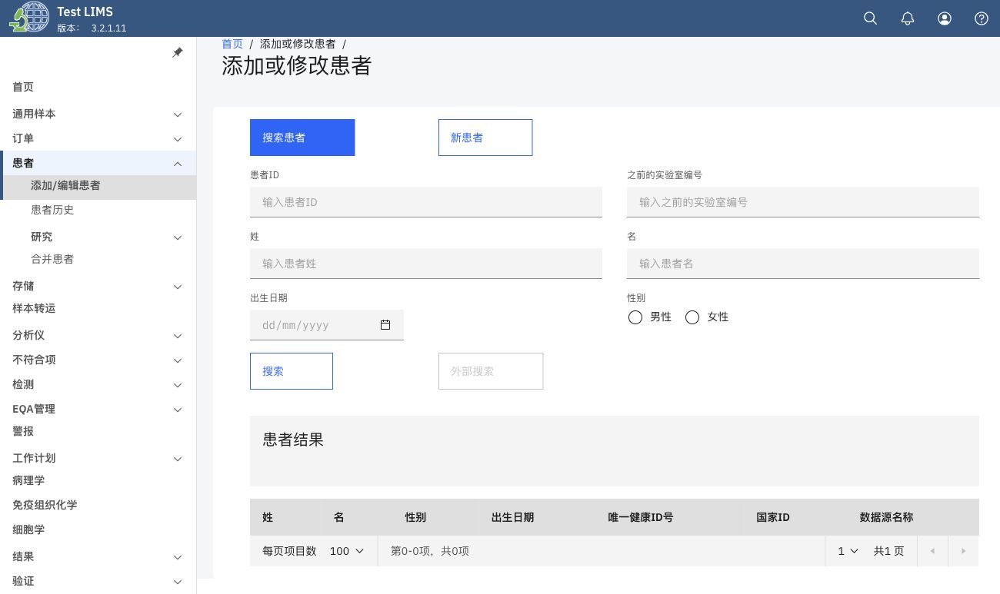 Test LIMS
版本： 3.2.1.11
首页
通用样本
订单
患者
添加/编辑患者
患者历史
研究
合并患者
存储
样本转运
分析仪
不符合项
检测
EQA管理
警报
工作计划
病理学
免疫组织化学
细胞学
结果
验证
首页 / 添加或修改患者 /
添加或修改患者
搜索患者 新患者
患者ID 之前的实验室编号
输入患者ID 输入之前的实验室编号
姓 名
输入患者姓 输入患者名
出生日期 性别
dd/mm/yyyy 男性 女性
搜索 外部搜索
患者结果
姓 名 性别 出生日期 唯一健康ID号 国家ID 数据源名称
每页项目数 100 第0-0项，共0项 1 共1 页